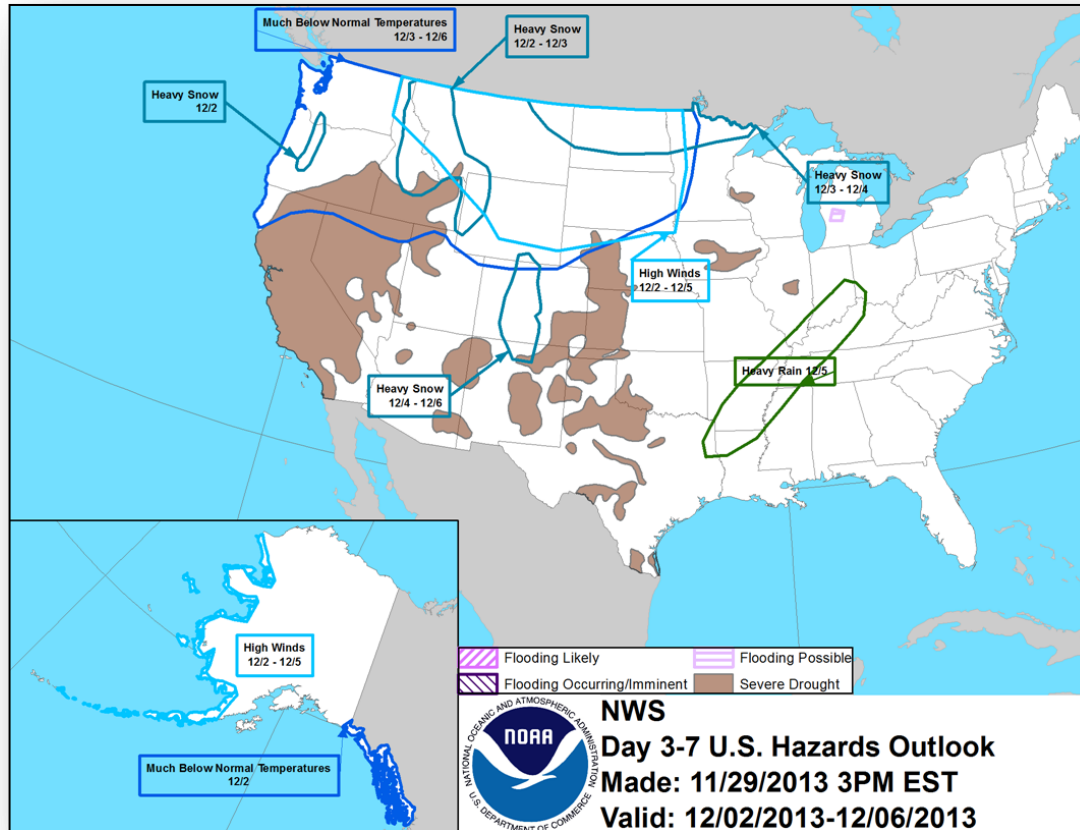 Much Below Normal Temperatures
12/3 - 12/6
Heavy Snow
12/2 - 12/3
Heavy Snow
12/2
Heavy Snow
12/3 - 12/4
High Winds
12/2 - 12/5
Heavy Rain 12/5
Heavy Snow
12/4 - 12/6
High Winds
12/2 - 12/5
Much Below Normal Temperatures
12/2
Flooding Likely
Flooding Possible
Flooding Occurring/Imminent
Severe Drought
NATIONAL OCEANIC AND ATMOSPHERIC ADMINISTRATION
NOAA
U.S. DEPARTMENT OF COMMERCE
NWS
Day 3-7 U.S. Hazards Outlook
Made: 11/29/2013 3PM EST
Valid: 12/02/2013-12/06/2013